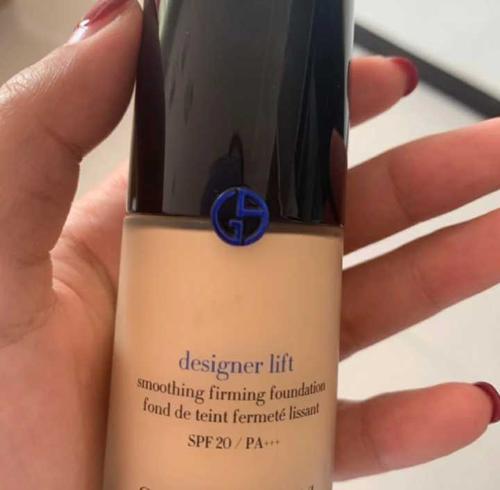 designer lift
smoothing firming foundation
fond de teint fermeté lissant
SPF 20 / PA+++